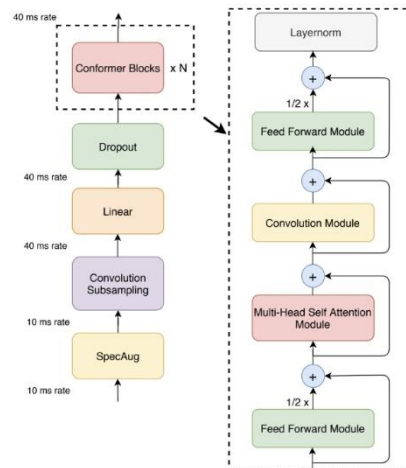 40 ms rate
Conformer Blocks x N
Dropout
40 ms rate
Linear
40 ms rate
Convolution
Subsampling
10 ms rate
SpecAug
10 ms rate
Layernorm
+
1/2 x
Feed Forward Module
+
Convolution Module
+
Multi-Head Self Attention
Module
+
1/2 x
Feed Forward Module